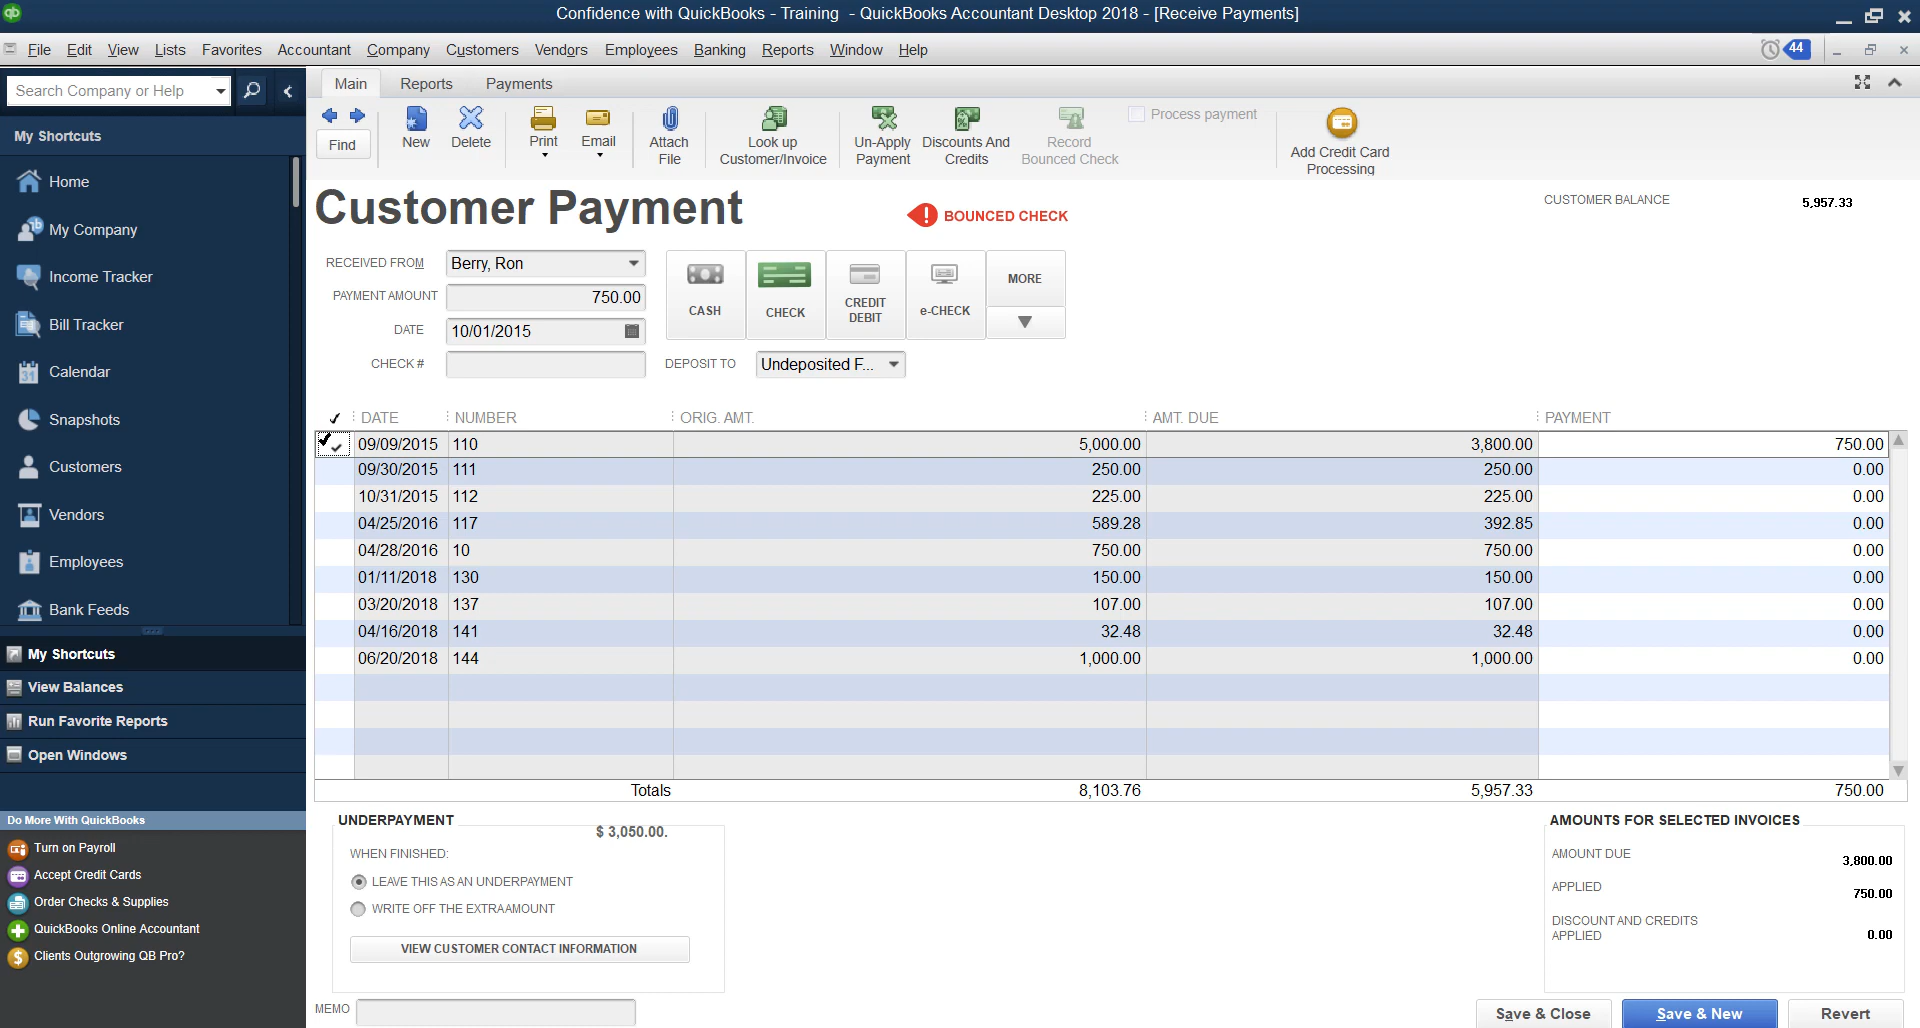 Confidence with QuickBooks - Training - QuickBooks Accountant Desktop 2018 - [Receive Payments]
File Edit View Lists Favorites Accountant Company Customers Vendors Employees Banking Reports Window Help
44
Search Company or Help
Main Reports Payments
Find
New
Delete
Print
Email
Attach File
Look up Customer/Invoice
Un-Apply Payment
Discounts And Credits
Record Bounced Check
Process payment
Add Credit Card Processing
My Shortcuts
Home
My Company
Income Tracker
Bill Tracker
31
Calendar
Snapshots
Customers
Vendors
Employees
Bank Feeds
My Shortcuts
View Balances
Run Favorite Reports
Open Windows
Do More With QuickBooks
Turn on Payroll
Accept Credit Cards
Order Checks & Supplies
QuickBooks Online Accountant
Clients Outgrowing QB Pro?
Customer Payment
BOUNCED CHECK
CUSTOMER BALANCE 5,957.33
RECEIVED FROM Berry, Ron
PAYMENT AMOUNT 750.00
DATE 10/01/2015
CHECK #
CASH
CHECK
CREDIT DEBIT
e-CHECK
MORE
DEPOSIT TO Undeposited F...
✓ DATE NUMBER ORIG. AMT. AMT. DUE PAYMENT
✓ 09/09/2015 110 5,000.00 3,800.00 750.00
09/30/2015 111 250.00 250.00 0.00
10/31/2015 112 225.00 225.00 0.00
04/25/2016 117 589.28 392.85 0.00
04/28/2016 10 750.00 750.00 0.00
01/11/2018 130 150.00 150.00 0.00
03/20/2018 137 107.00 107.00 0.00
04/16/2018 141 32.48 32.48 0.00
06/20/2018 144 1,000.00 1,000.00 0.00
Totals 8,103.76 5,957.33 750.00
UNDERPAYMENT $ 3,050.00.
WHEN FINISHED:
LEAVE THIS AS AN UNDERPAYMENT
WRITE OFF THE EXTRA AMOUNT
VIEW CUSTOMER CONTACT INFORMATION
AMOUNTS FOR SELECTED INVOICES
AMOUNT DUE 3,800.00
APPLIED 750.00
DISCOUNT AND CREDITS
APPLIED 0.00
MEMO
Save & Close Save & New Revert